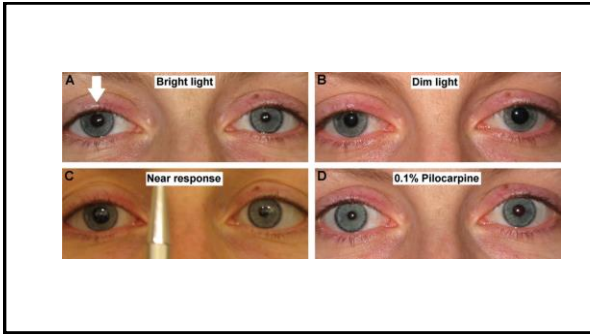 A
Bright light
B
Dim light
C
Near response
D
0.1% Pilocarpine